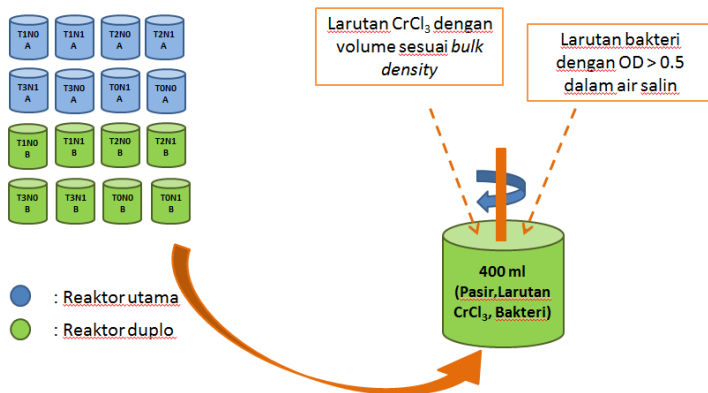 T1N0 A
T1N1 A
T2N0 A
T2N1 A
T3N1 A
T3N0 A
T0N1 A
T0N0 A
T1N0 B
T1N1 B
T2N0 B
T2N1 B
T3N0 B
T3N1 B
T0N0 B
T0N1 B
: Reaktor utama
: Reaktor duplo
Larutan CrCl₃ dengan
volume sesuai bulk
density
Larutan bakteri
dengan OD > 0.5
dalam air salin
400 ml
(Pasir,Larutan
CrCl₃, Bakteri)